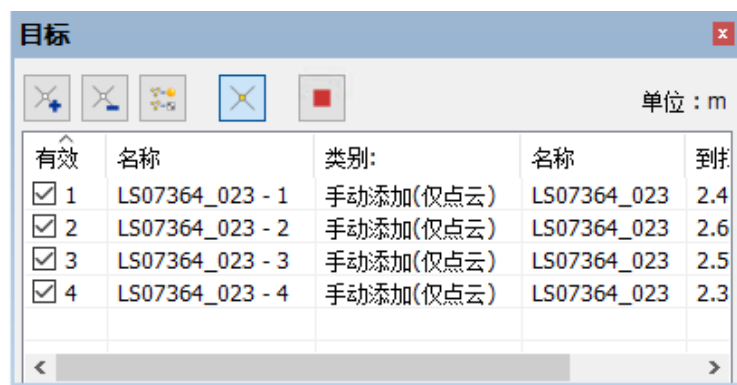 目标
单位：m
有效 名称 类别: 名称 到
1 LS07364_023 - 1 手动添加(仅点云) LS07364_023 2.4
2 LS07364_023 - 2 手动添加(仅点云) LS07364_023 2.6
3 LS07364_023 - 3 手动添加(仅点云) LS07364_023 2.5
4 LS07364_023 - 4 手动添加(仅点云) LS07364_023 2.3